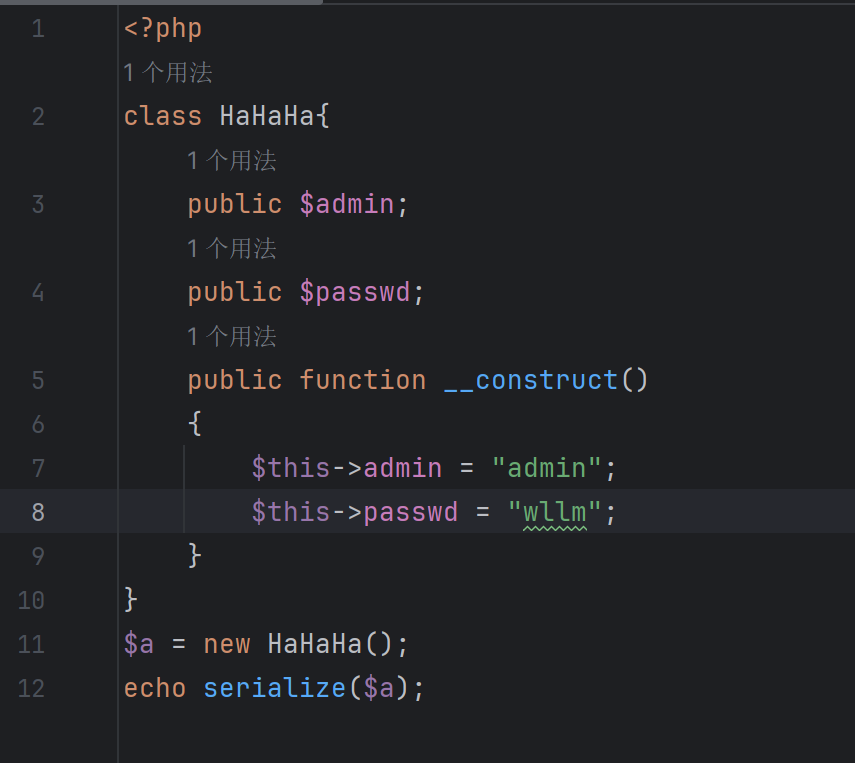 1 <?php
1 个用法
2 class HaHaHa{
1 个用法
3 public $admin;
1 个用法
4 public $passwd;
1 个用法
5 public function __construct()
6 {
7 $this->admin = "admin";
8 $this->passwd = "wllm";
9 }
10 }
11 $a = new HaHaHa();
12 echo serialize($a);